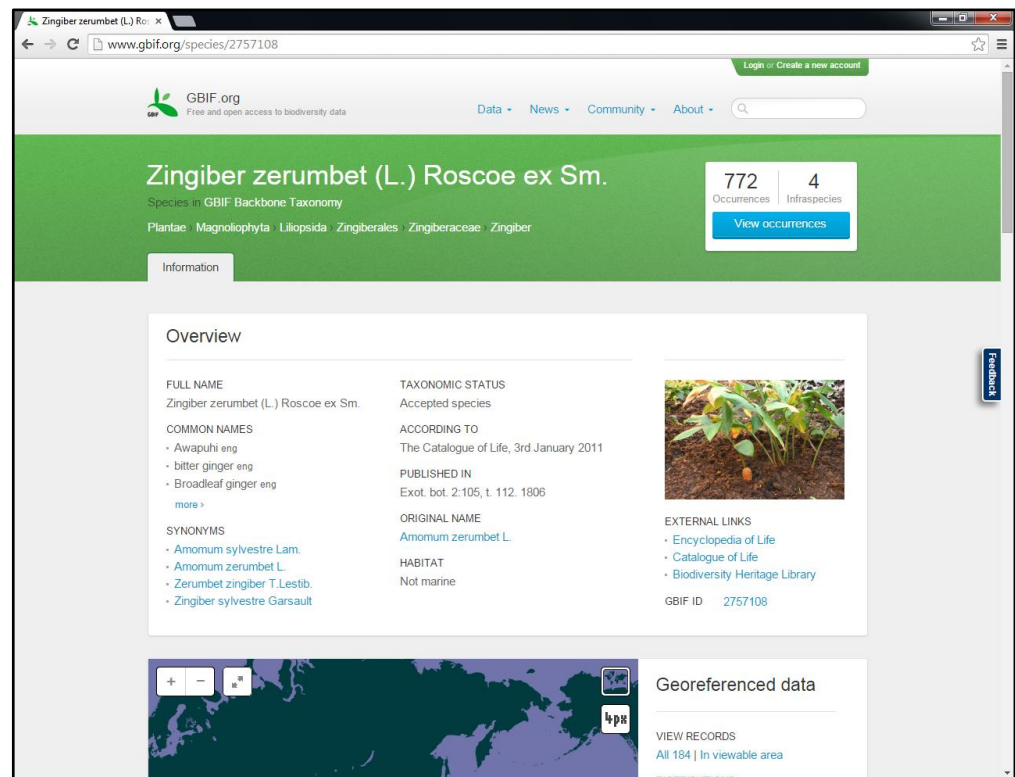 Zingiber zerumbet (L.) Ro
www.gbif.org/species/2757108
Login or Create a new account
GBIF
GBIF.org
Free and open access to biodiversity data
Data
News
Community
About
Zingiber zerumbet (L.) Roscoe ex Sm.
Species in GBIF Backbone Taxonomy
Plantae › Magnoliophyta › Liliopsida › Zingiberales › Zingiberaceae › Zingiber
772 4
Occurrences Infraspecies
View occurrences
Information
Feedback
Overview
FULL NAME
Zingiber zerumbet (L.) Roscoe ex Sm.
COMMON NAMES
• Awapuhi eng
• bitter ginger eng
• Broadleaf ginger eng
more ›
SYNONYMS
• Amomum sylvestre Lam.
• Amomum zerumbet L.
• Zerumbet zingiber T.Lestib.
• Zingiber sylvestre Garsault
TAXONOMIC STATUS
Accepted species
ACCORDING TO
The Catalogue of Life, 3rd January 2011
PUBLISHED IN
Exot. bot. 2:105, t. 112. 1806
ORIGINAL NAME
Amomum zerumbet L.
HABITAT
Not marine
EXTERNAL LINKS
• Encyclopedia of Life
• Catalogue of Life
• Biodiversity Heritage Library
GBIF ID 2757108
+ −
4px
Georeferenced data
VIEW RECORDS
All 184 | In viewable area